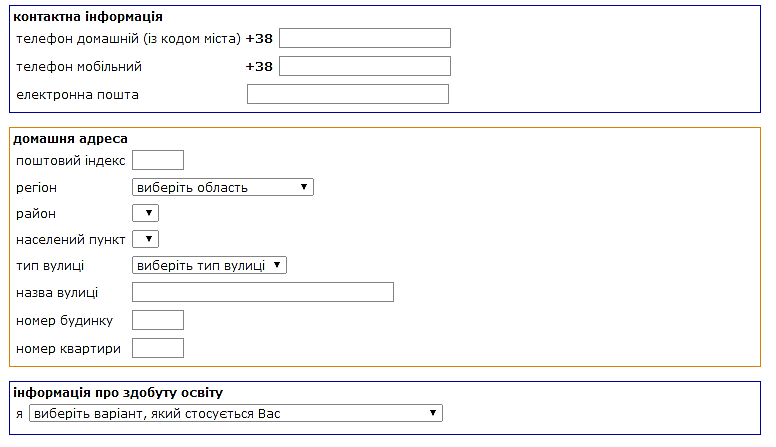 контактна інформація
телефон домашній (із кодом міста) +38
телефон мобільний +38
електронна пошта
домашня адреса
поштовий індекс
регіон виберіть область
район
населений пункт
тип вулиці виберіть тип вулиці
назва вулиці
номер будинку
номер квартири
інформація про здобуту освіту
я виберіть варіант, який стосується Вас